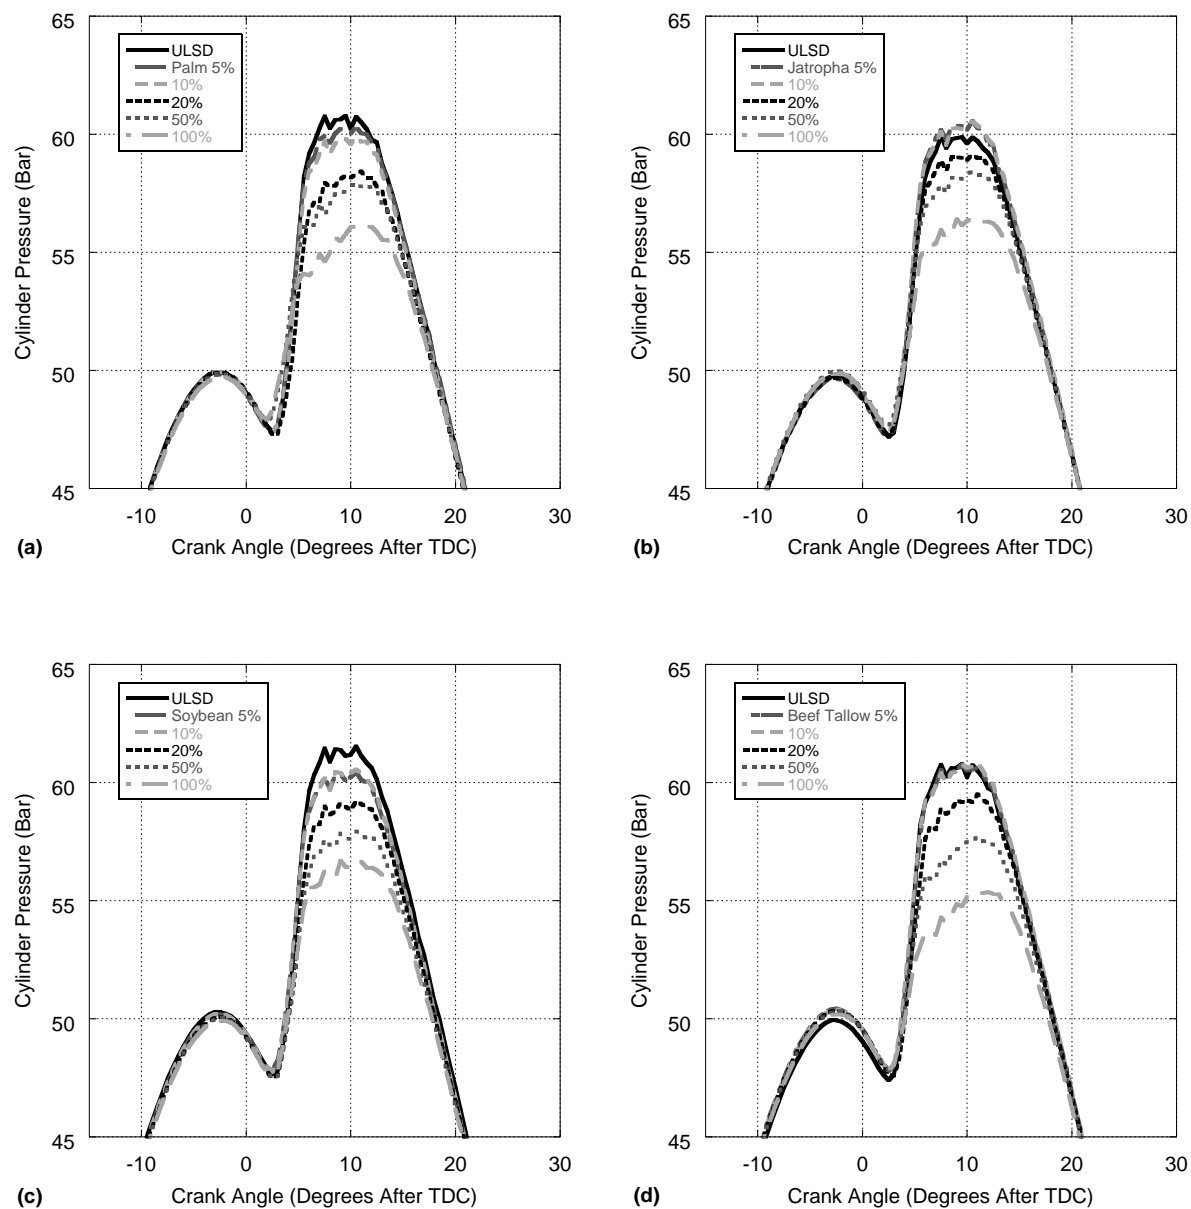 65
60
55
50
45
Cylinder Pressure (Bar)
ULSD
Palm 5%
10%
20%
50%
100%
-10 0 10 20 30
(a) Crank Angle (Degrees After TDC)
65
60
55
50
45
Cylinder Pressure (Bar)
ULSD
Jatropha 5%
10%
20%
50%
100%
-10 0 10 20 30
(b) Crank Angle (Degrees After TDC)
65
60
55
50
45
Cylinder Pressure (Bar)
ULSD
Soybean 5%
10%
20%
50%
100%
-10 0 10 20 30
(c) Crank Angle (Degrees After TDC)
65
60
55
50
45
Cylinder Pressure (Bar)
ULSD
Beef Tallow 5%
10%
20%
50%
100%
-10 0 10 20 30
(d) Crank Angle (Degrees After TDC)